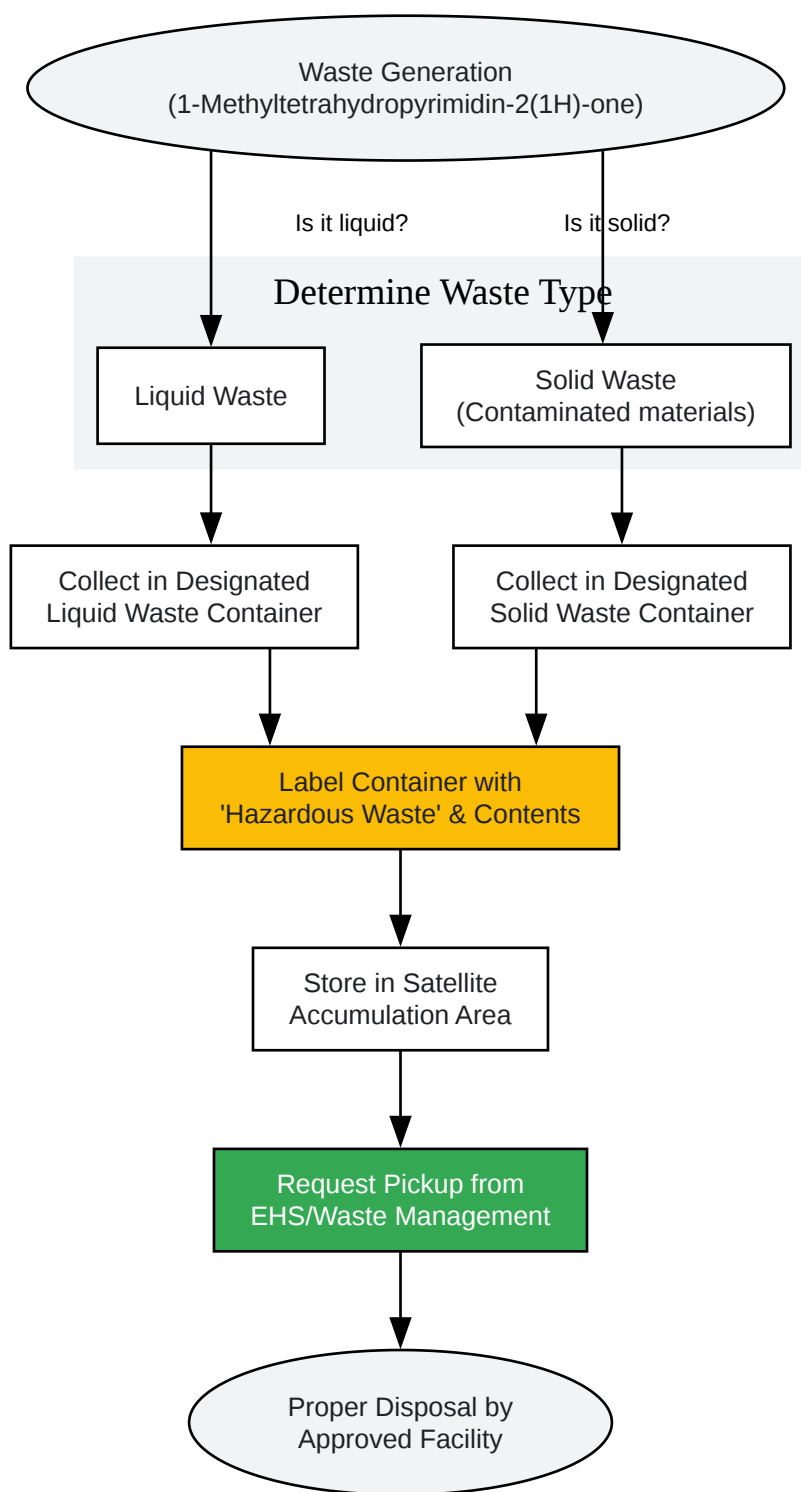 Waste Generation
(1-Methyltetrahydropyrimidin-2(1H)-one)
Is it liquid?
Is it solid?
Determine Waste Type
Liquid Waste
Solid Waste
(Contaminated materials)
Collect in Designated
Liquid Waste Container
Collect in Designated
Solid Waste Container
Label Container with
'Hazardous Waste' & Contents
Store in Satellite
Accumulation Area
Request Pickup from
EHS/Waste Management
Proper Disposal by
Approved Facility